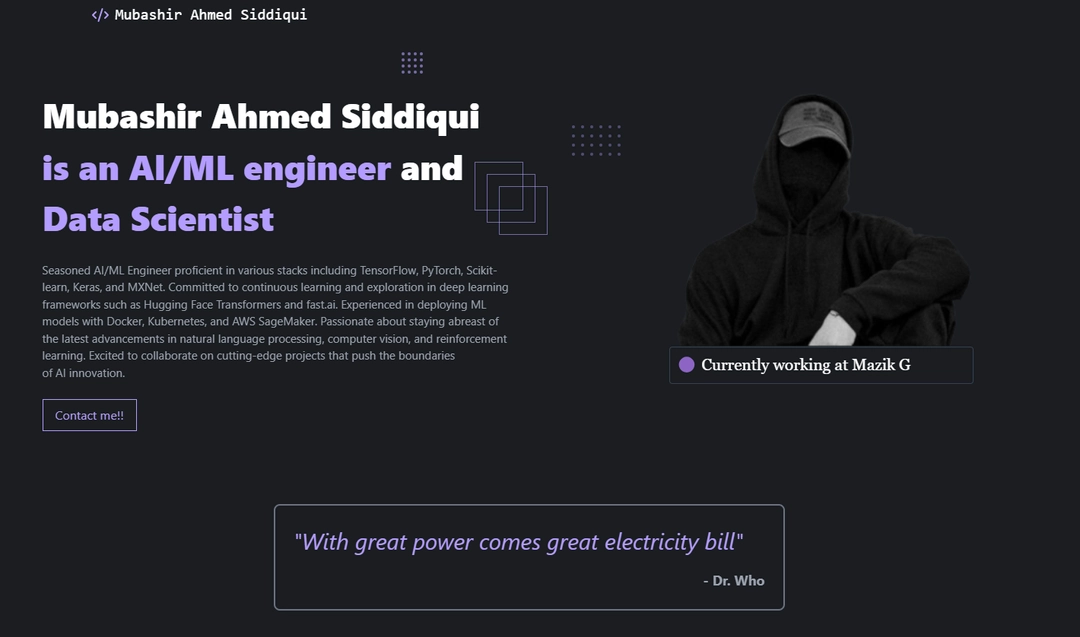 </> Mubashir Ahmed Siddiqui
Mubashir Ahmed Siddiqui
is an AI/ML engineer and
Data Scientist
Seasoned AI/ML Engineer proficient in various stacks including TensorFlow, PyTorch, Scikit-
learn, Keras, and MXNet. Committed to continuous learning and exploration in deep learning
frameworks such as Hugging Face Transformers and fast.ai. Experienced in deploying ML
models with Docker, Kubernetes, and AWS SageMaker. Passionate about staying abreast of
the latest advancements in natural language processing, computer vision, and reinforcement
learning. Excited to collaborate on cutting-edge projects that push the boundaries
of AI innovation.
Contact me!!
Currently working at Mazik G
"With great power comes great electricity bill"
- Dr. Who